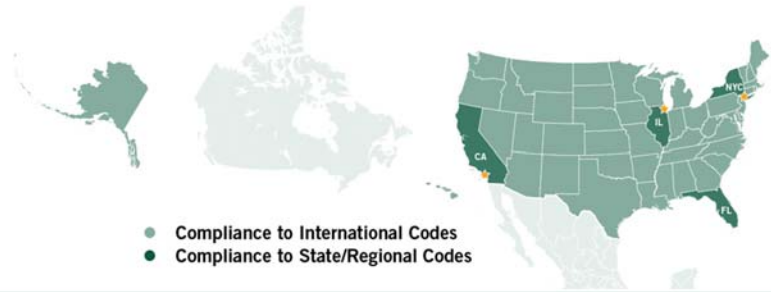 NYC
IL
CA
FL
Compliance to International Codes
Compliance to State/Regional Codes